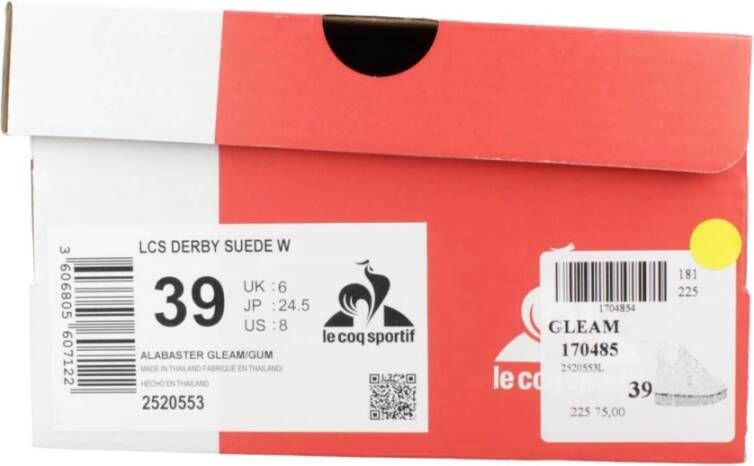 LCS DERBY SUEDE W
3 606805 607122
39
UK : 6
JP : 24.5
US : 8
le coq sportif
ALABASTER GLEAM/GUM
MADE IN THAILAND FABRIQUÉ EN THAILAND/
HECHO EN THAILAND
2520553
le co
181
225
1704854
GLEAM
170485
2520553L
39
225 75,00